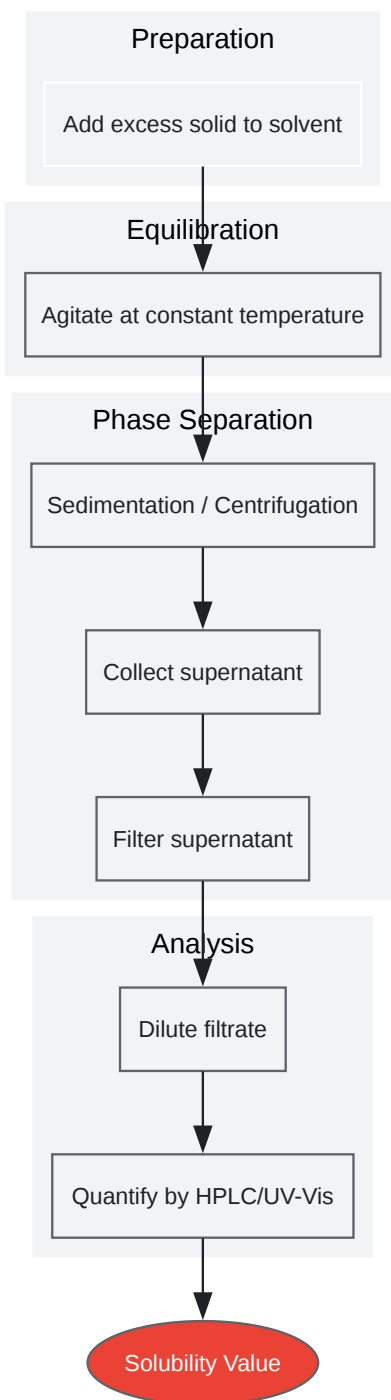 Preparation
Add excess solid to solvent
Equilibration
Agitate at constant temperature
Phase Separation
Sedimentation / Centrifugation
Collect supernatant
Filter supernatant
Analysis
Dilute filtrate
Quantify by HPLC/UV-Vis
Solubility Value